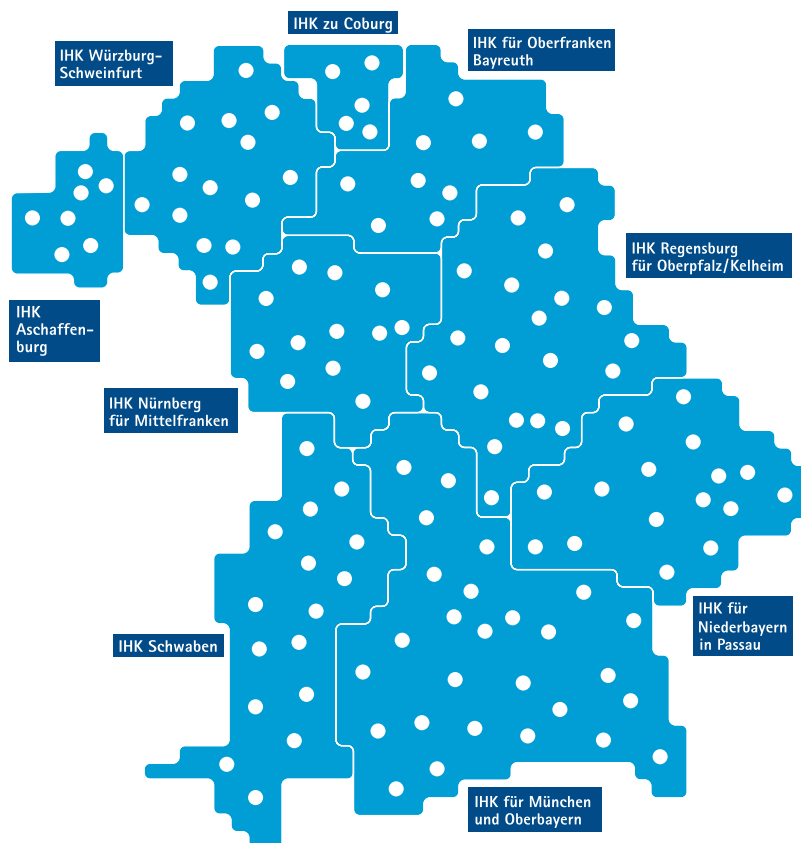 IHK zu Coburg
IHK für Oberfranken
Bayreuth
IHK Würzburg-
Schweinfurt
IHK Regensburg
für Oberpfalz/Kelheim
IHK
Aschaffen-
burg
IHK Nürnberg
für Mittelfranken
IHK für
Niederbayern
in Passau
IHK Schwaben
IHK für München
und Oberbayern